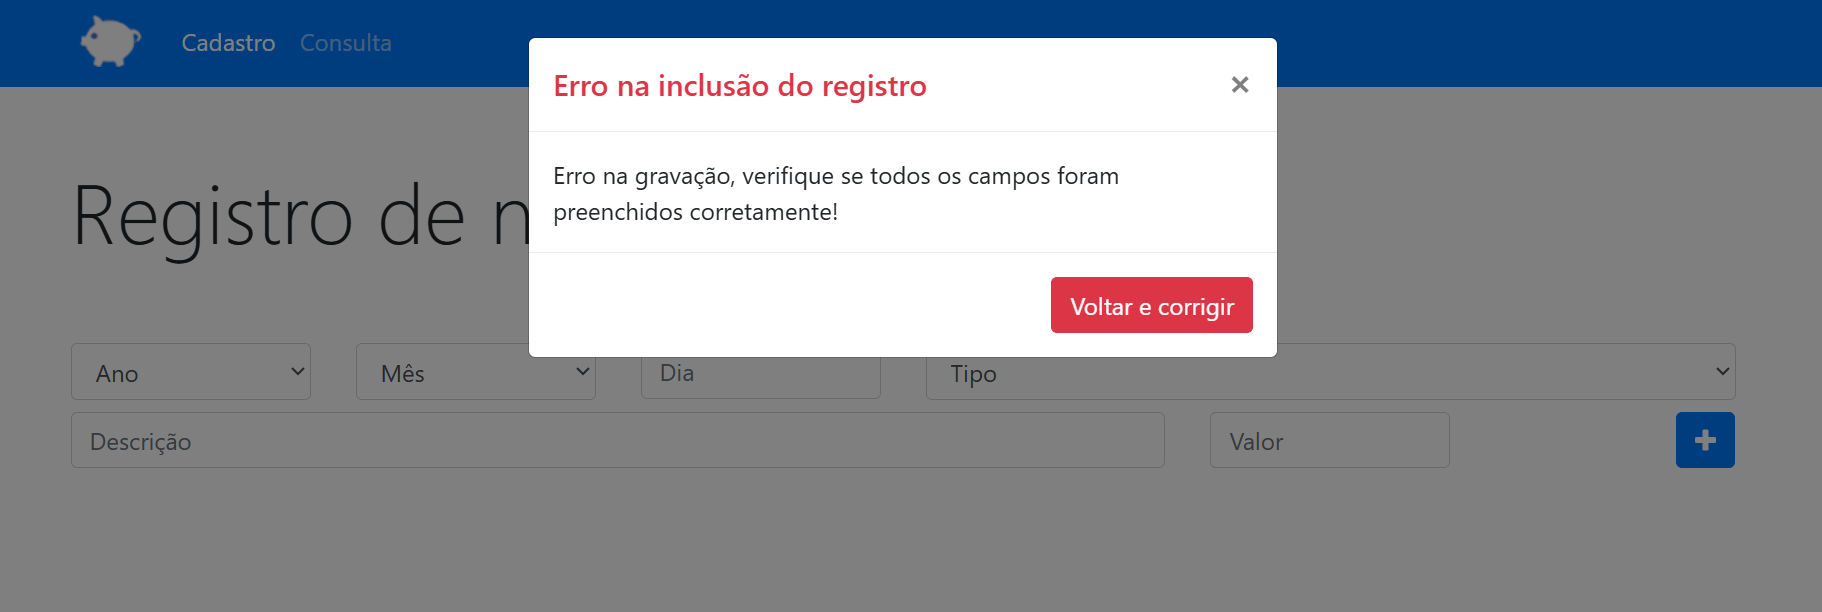 Cadastro Consulta
Erro na inclusão do registro ×
Erro na gravação, verifique se todos os campos foram
preenchidos corretamente!
Voltar e corrigir
Registro de
Ano Mês Dia Tipo
Descrição Valor